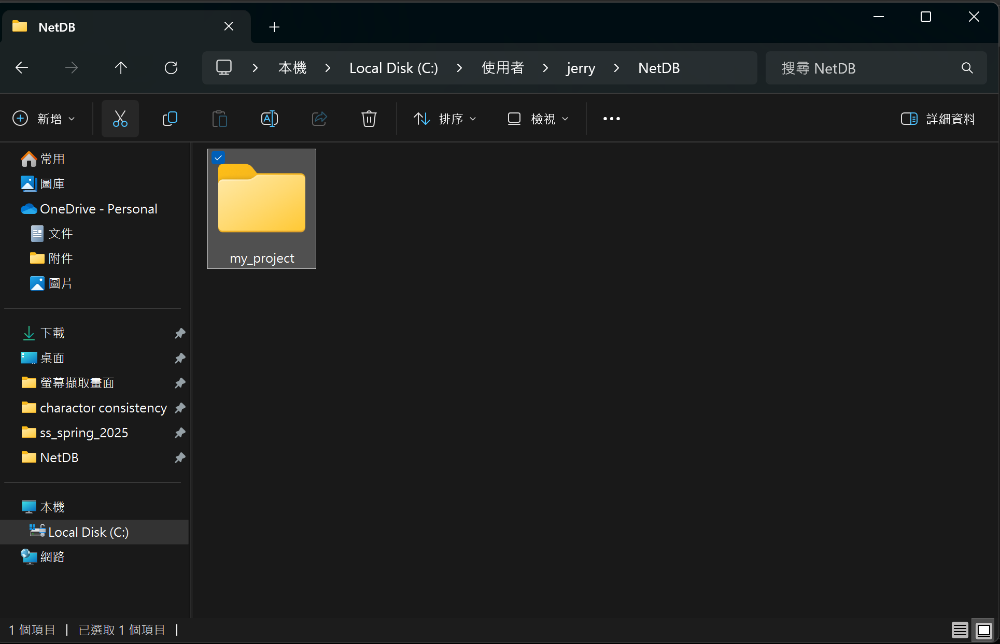 NetDB
本機
Local Disk (C:)
使用者
jerry
NetDB
搜尋 NetDB
新增
排序
檢視
詳細資料
常用
圖庫
OneDrive - Personal
文件
附件
圖片
下載
桌面
螢幕擷取畫面
charactor consistency
ss_spring_2025
NetDB
本機
Local Disk (C:)
網路
my_project
1 個項目
已選取 1 個項目